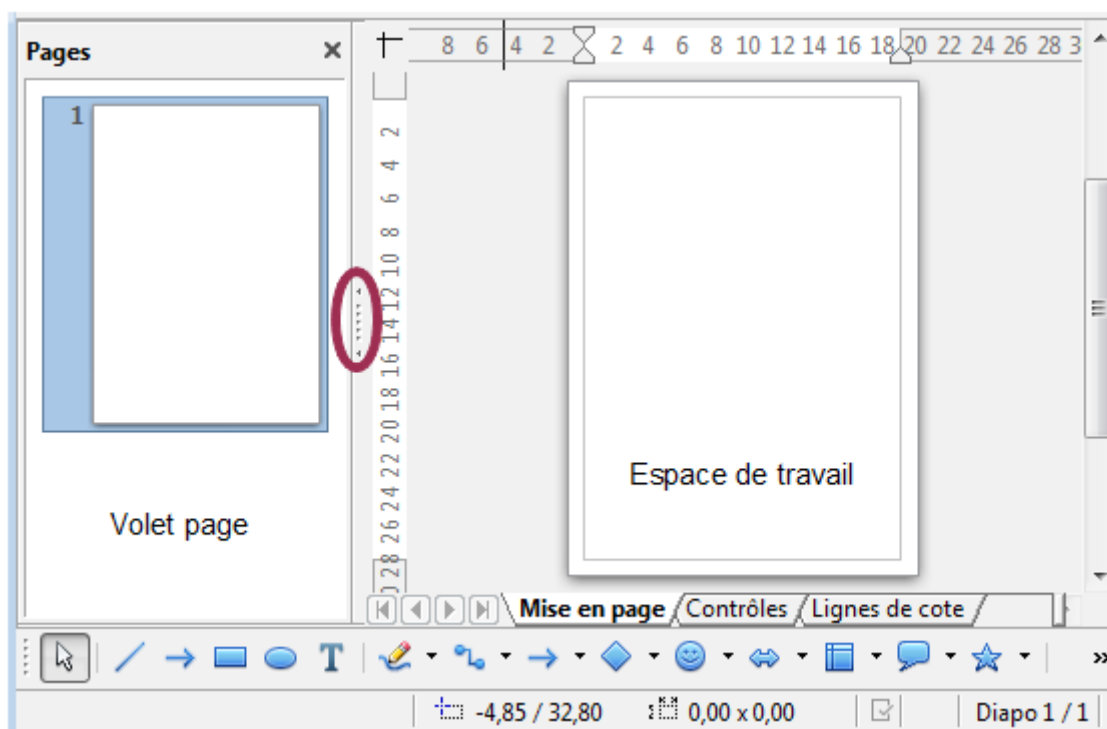 Pages
8 6 4 2 2 4 6 8 10 12 14 16 18 20 22 24 26 28 3
1
2 4 6 8 10 12 14 16 18 20 22 24 26 28
Espace de travail
Volet page
Mise en page Contrôles Lignes de cote
T
-4,85 / 32,80 0,00 x 0,00 Diapo 1 / 1